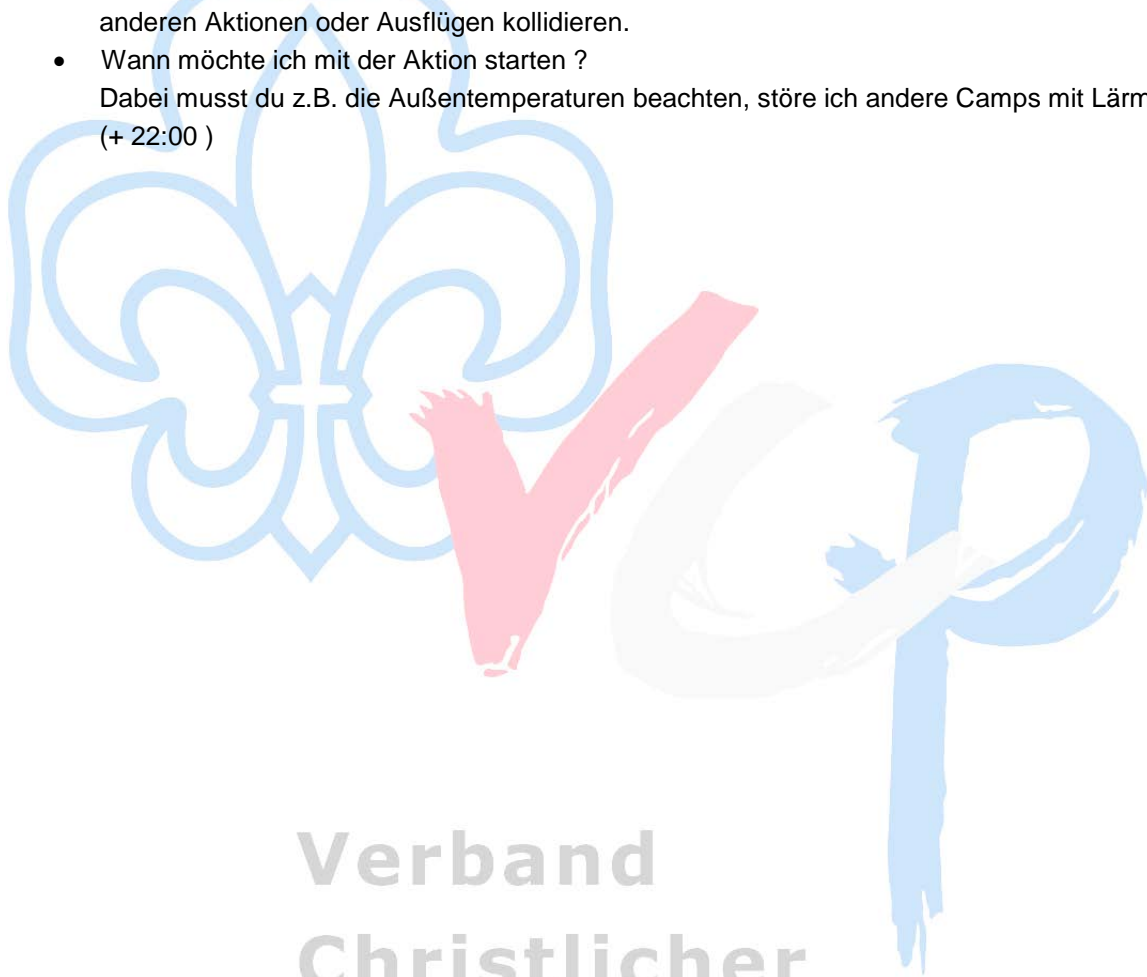 anderen Aktionen oder Ausflügen kollidieren.
• Wann möchte ich mit der Aktion starten ?
Dabei musst du z.B. die Außentemperaturen beachten, störe ich andere Camps mit Lärm
(+ 22:00 )
VCP
Verband
Christlicher